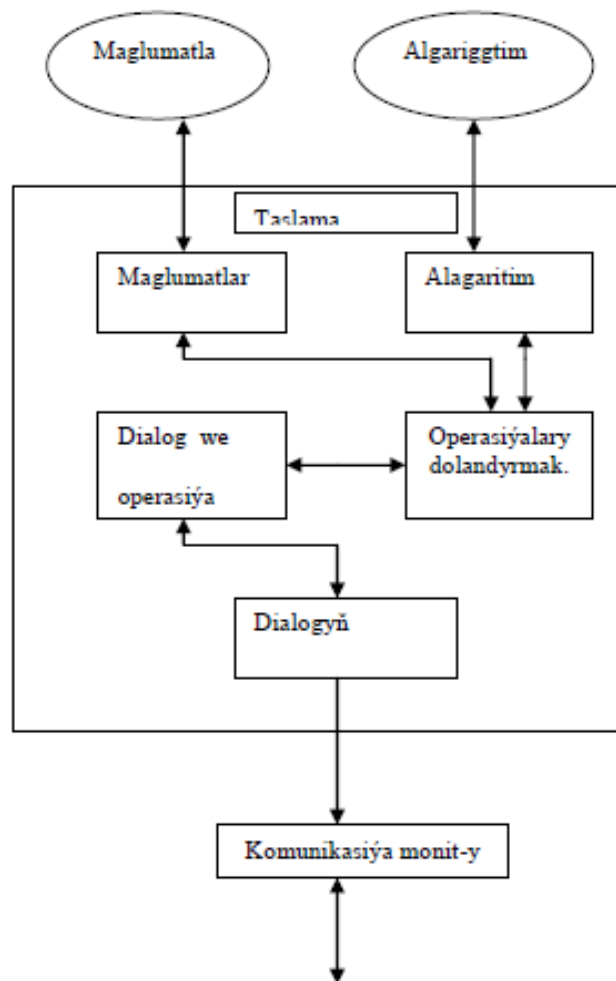 Maglumatla
Algariggtim
Taslama
Maglumatlar
Alagaritim
Dialog we
operasiýa
Operasiýalary
dolandyrmak.
Dialogyň
Komunikasiýa monit-y